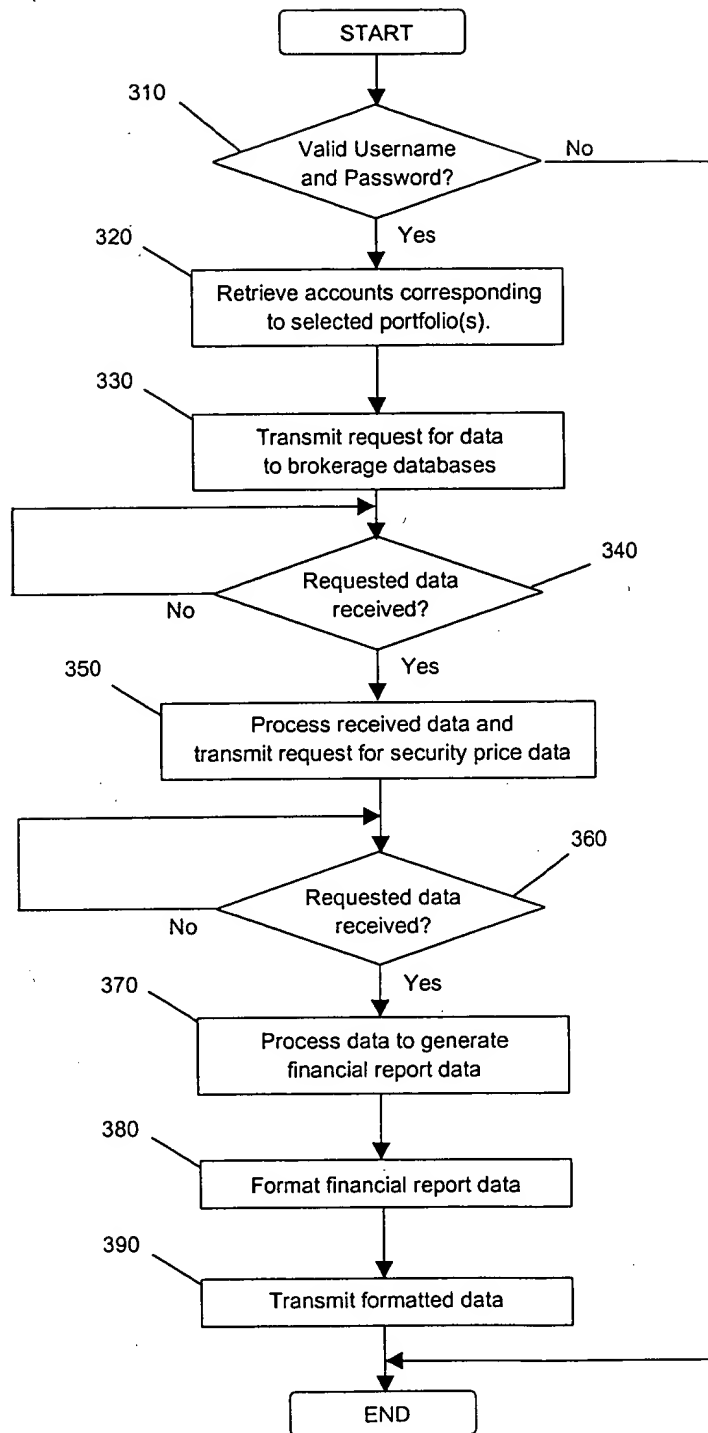 START
310
Valid Username
and Password?
No
Yes
320
Retrieve accounts corresponding
to selected portfolio(s).
330
Transmit request for data
to brokerage databases
340
Requested data
received?
No
Yes
350
Process received data and
transmit request for security price data
360
Requested data
received?
No
Yes
370
Process data to generate
financial report data
380
Format financial report data
390
Transmit formatted data
END